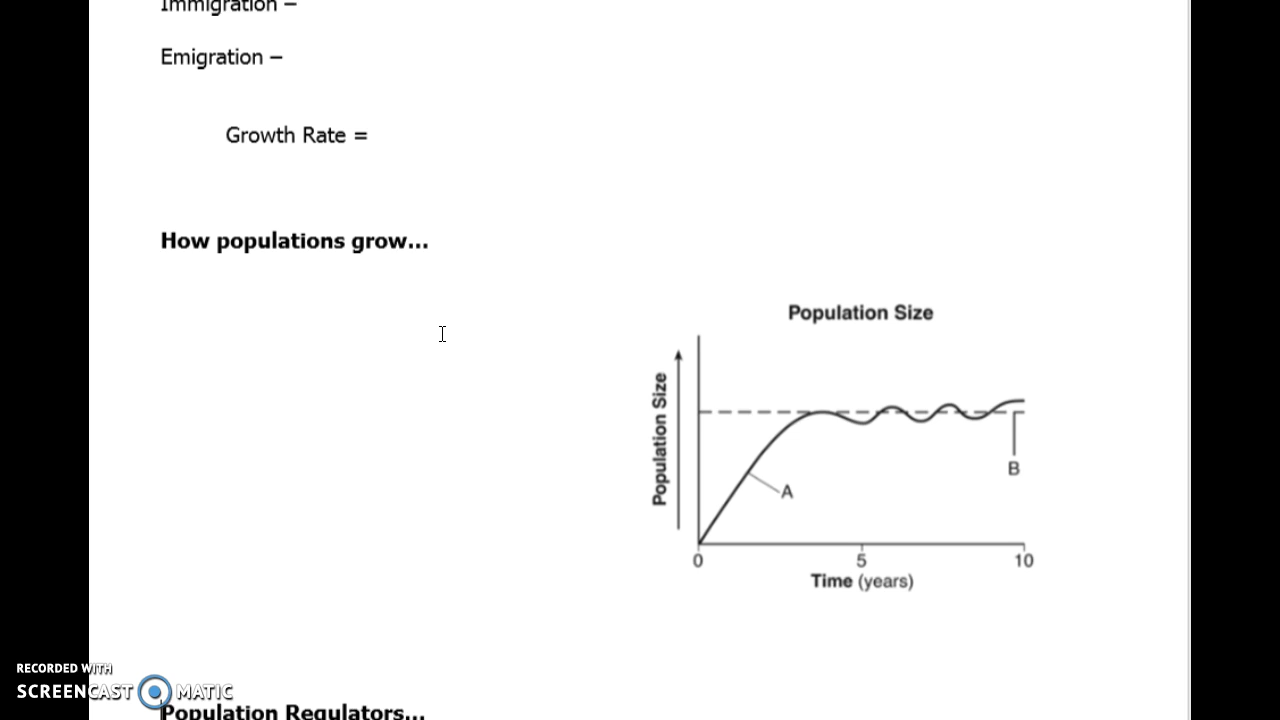 Immigration –
Emigration –
Growth Rate =
How populations grow...
Population Size
Population Size
A
B
0 5 10
Time (years)
RECORDED WITH
SCREENCAST MATIC
Population Regulators...